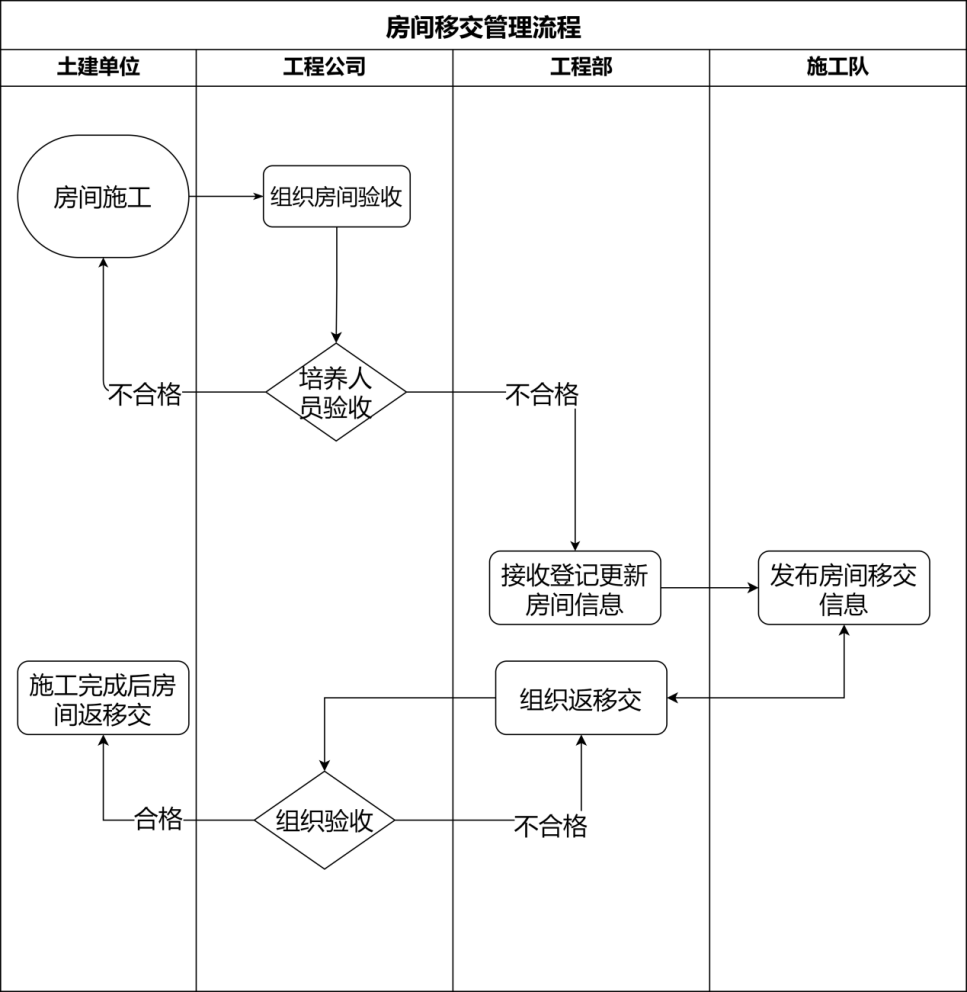 房间移交管理流程
土建单位
工程公司
工程部
施工队
房间施工
组织房间验收
培养人
员验收
不合格
不合格
接收登记更新
房间信息
发布房间移交
信息
施工完成后房
间返移交
组织返移交
组织验收
合格
不合格